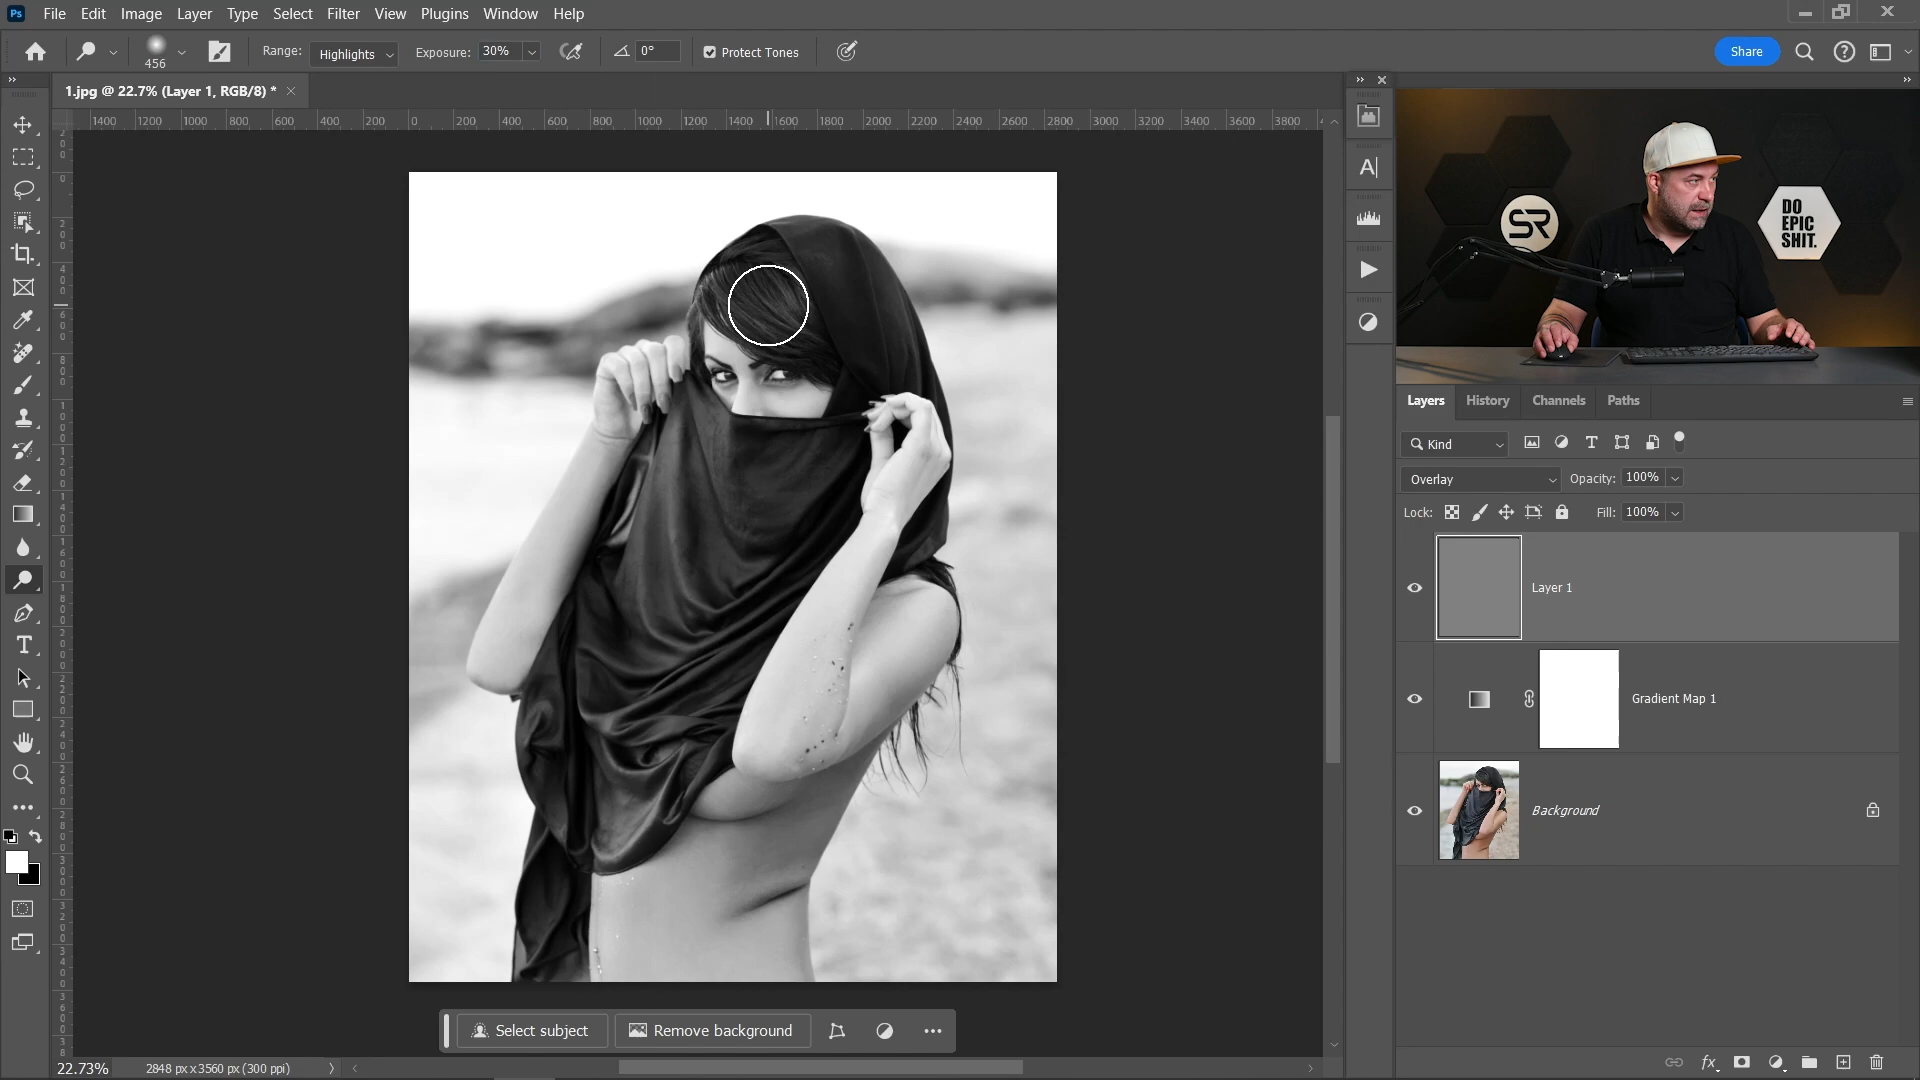 Ps File Edit Image Layer Type Select Filter View Plugins Window Help
456 Range: Highlights Exposure: 30% 0° Protect Tones Share
1.jpg @ 22.7% (Layer 1, RGB/8) *
1400 1200 1000 800 600 400 200 0 200 400 600 800 1000 1200 1400 1600 1800 2000 2200 2400 2600 2800 3000 3200 3400 3600 3800
SR
DO
EPIC
SHIT.
Layers History Channels Paths
Kind
Overlay Opacity: 100%
Lock: Fill: 100%
Layer 1
Gradient Map 1
Background
Select subject Remove background
22.73% 2848 px x 3560 px (300 ppi)